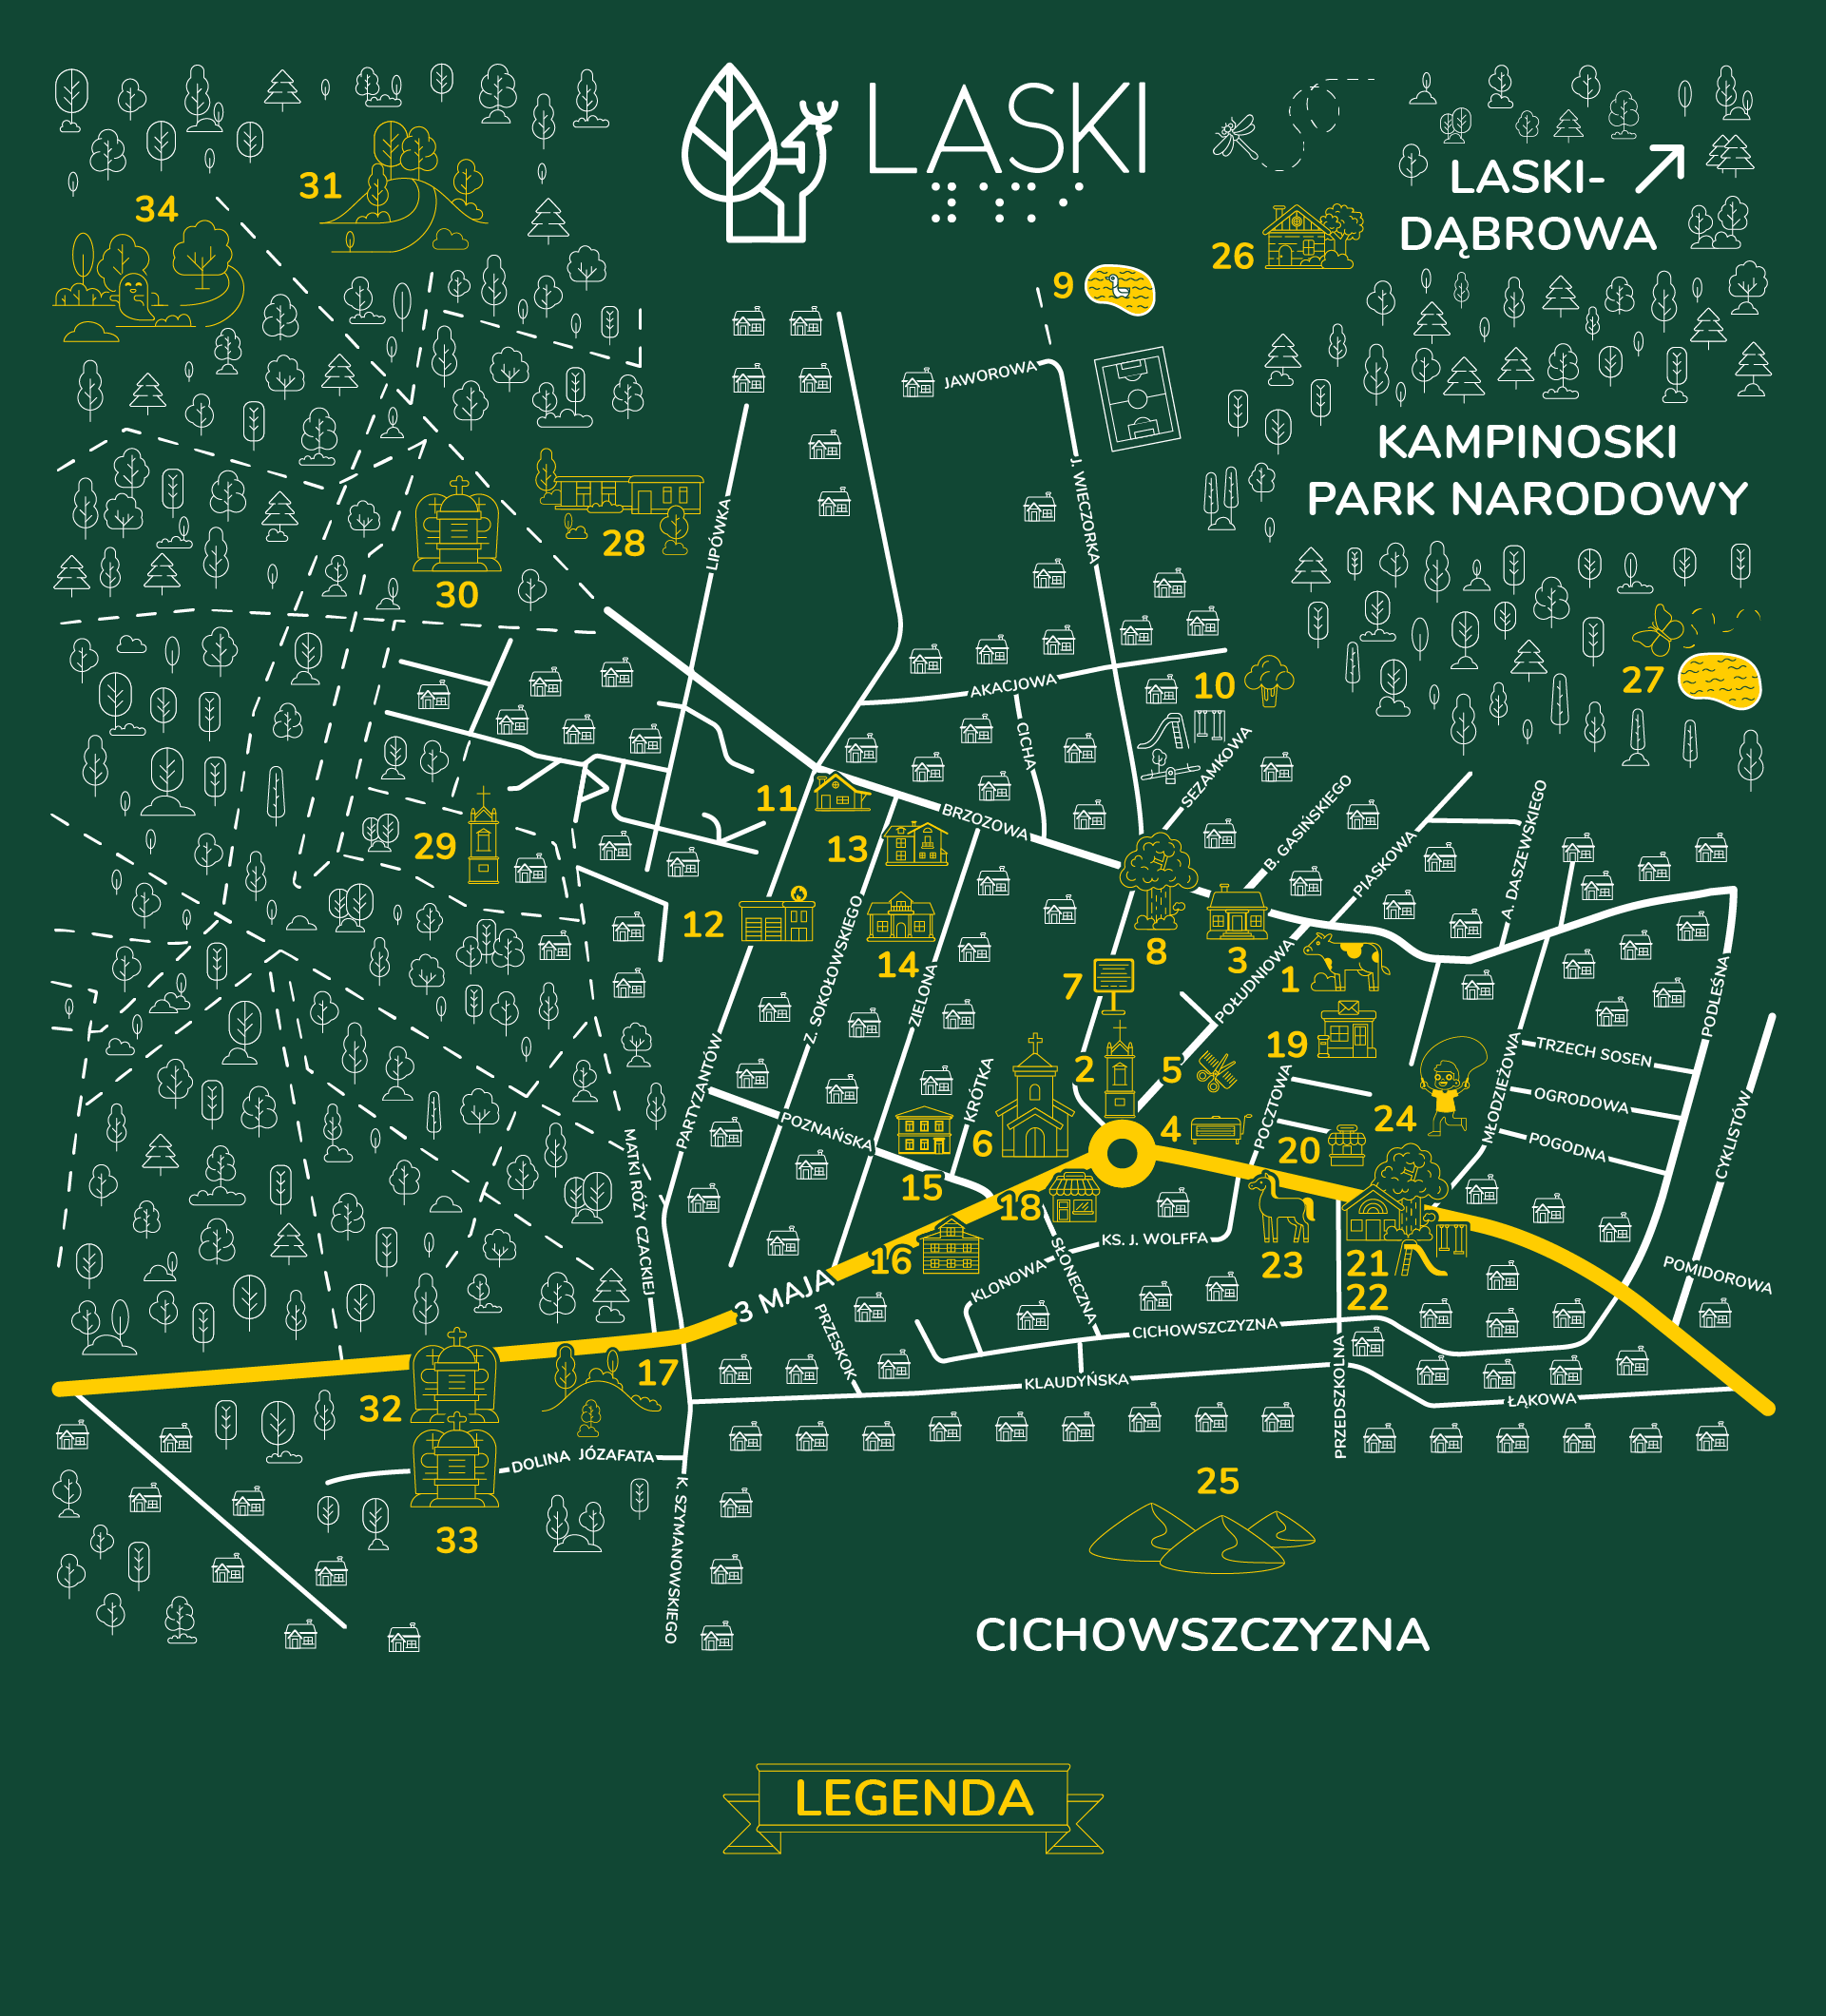 LASKI
⠇⠁⠎⠅⠊
LASKI-
DĄBROWA
31
34
26
9
JAWOROWA
KAMPINOSKI
PARK NARODOWY
J. WIECZORKA
LIPÓWKA
28
30
27
AKACJOWA
10
CICHA
SEZAMKOWA
11
BRZOZOWA
B. GASIŃSKIEGO
PIASKOWA
A. DASZEWSKIEGO
29
13
12
Z. SOKOŁOWSKIEGO
14
ZIELONA
8
3
POŁUDNIOWA
1
7
PODLEŚNA
19
TRZECH SOSEN
PARTYZANTÓW
2
5
POCZTOWA
MŁODZIEŻOWA
OGRODOWA
KRÓTKA
24
CYKLISTÓW
POZNAŃSKA
6
4
20
POGODNA
MATKI RÓŻY CZACKIEJ
15
18
KS. J. WOLFFA
16
SŁONECZNA
23
21
22
KLONOWA
POMIDOROWA
3 MAJA
PRZESKOK
CICHOWSZCZYZNA
17
KLAUDYŃSKA
PRZEDSZKOLNA
ŁĄKOWA
32
DOLINA JÓZAFATA
25
33
K. SZYMANOWSKIEGO
CICHOWSZCZYZNA
LEGENDA